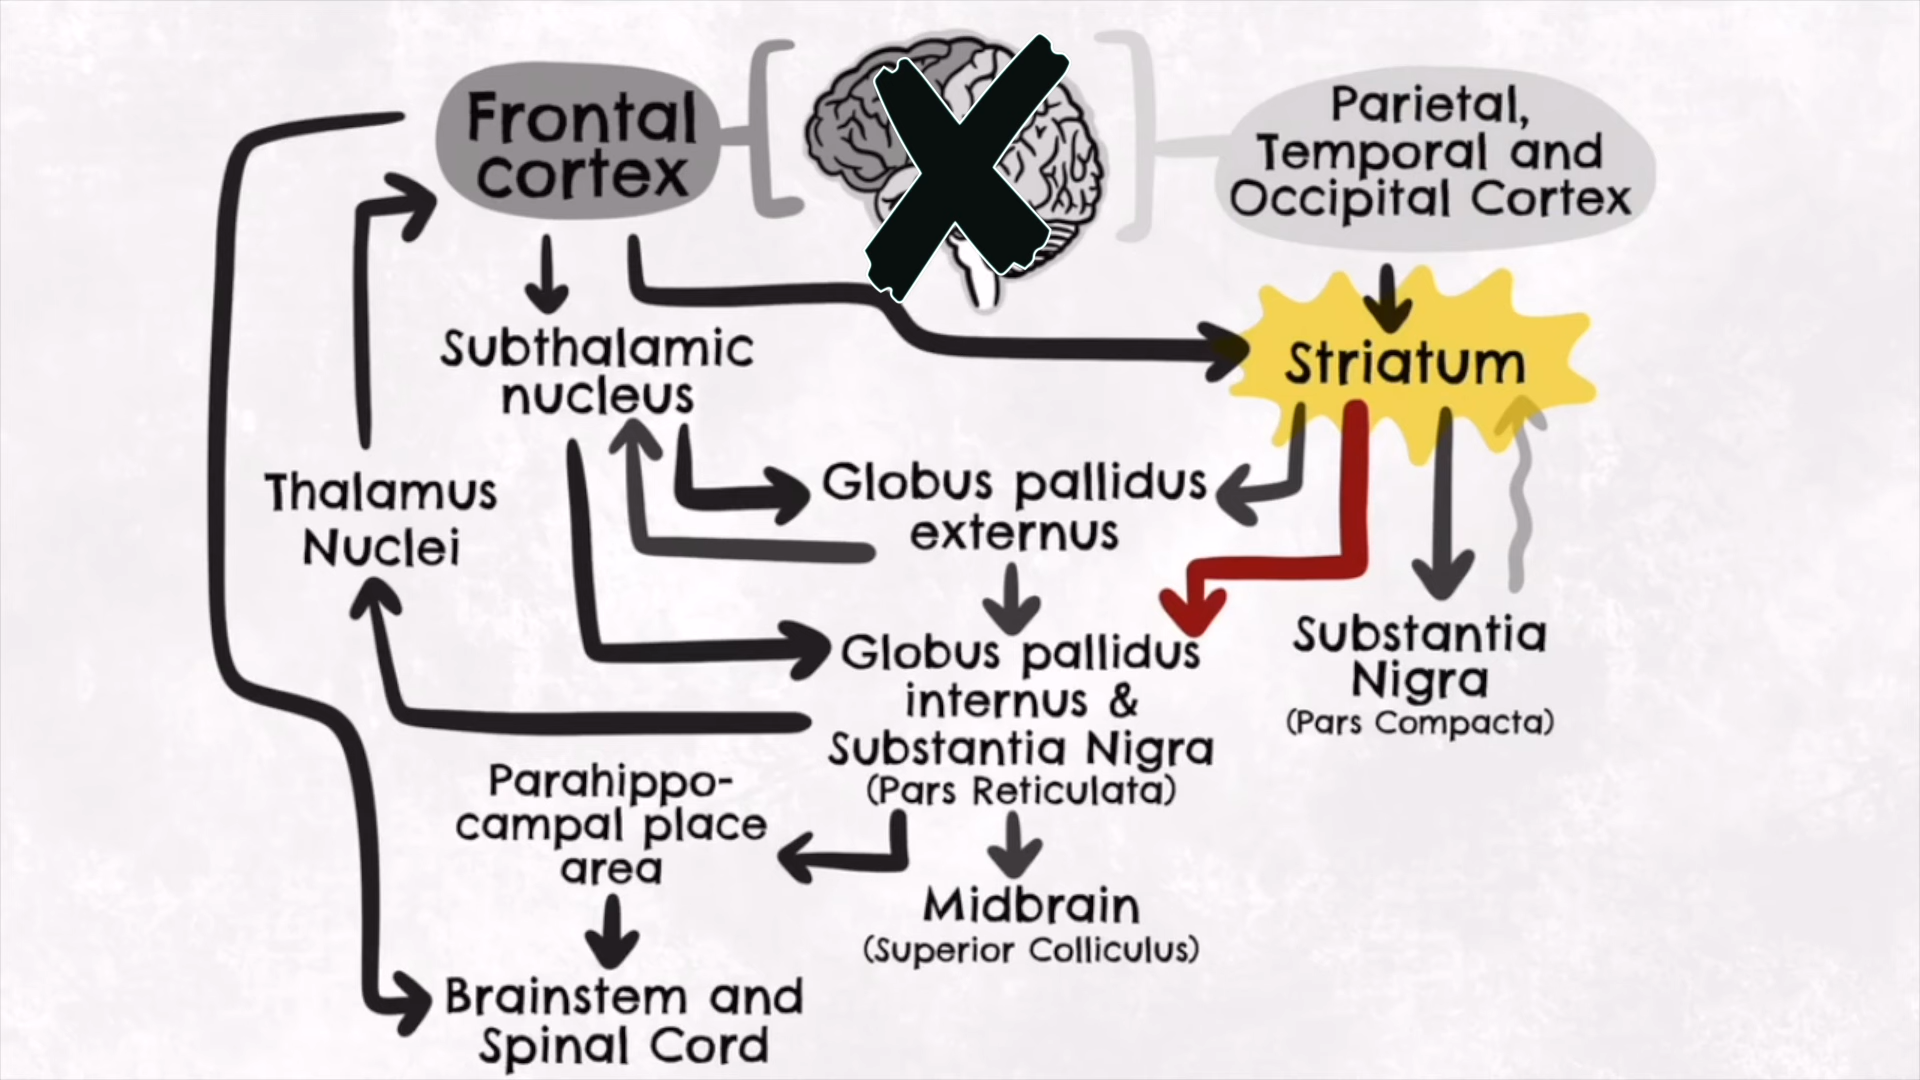 Frontal
cortex
Parietal,
Temporal and
Occipital Cortex
Subthalamic
nucleus
Striatum
Thalamus
Nuclei
Globus pallidus
externus
Globus pallidus
internus &
Substantia Nigra
(Pars Reticulata)
Substantia
Nigra
(Pars Compacta)
Parahippo-
campal place
area
Midbrain
(Superior Colliculus)
Brainstem and
Spinal Cord